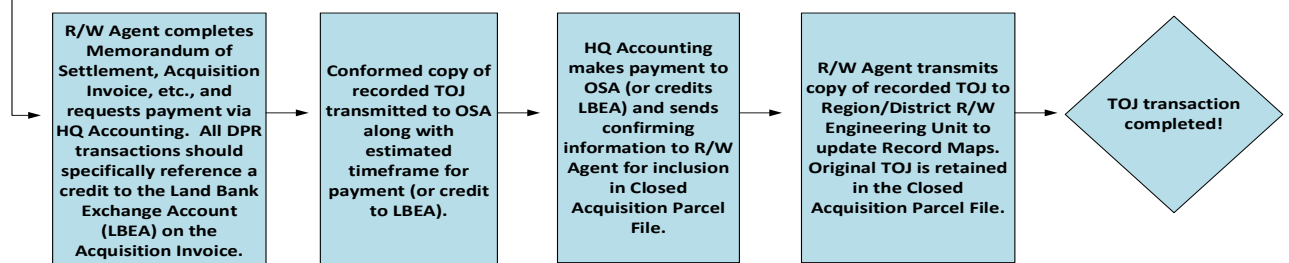 R/W Agent completes
Memorandum of
Settlement, Acquisition
Invoice, etc., and
requests payment via
HQ Accounting. All DPR
transactions should
specifically reference a
credit to the Land Bank
Exchange Account
(LBEA) on the
Acquisition Invoice.
Conformed copy of
recorded TOJ
transmitted to OSA
along with
estimated
timeframe for
payment (or credit
to LBEA).
HQ Accounting
makes payment to
OSA (or credits
LBEA) and sends
confirming
information to R/W
Agent for inclusion
in Closed
Acquisition Parcel
File.
R/W Agent transmits
copy of recorded TOJ to
Region/District R/W
Engineering Unit to
update Record Maps.
Original TOJ is retained
in the Closed
Acquisition Parcel File.
TOJ transaction
completed!